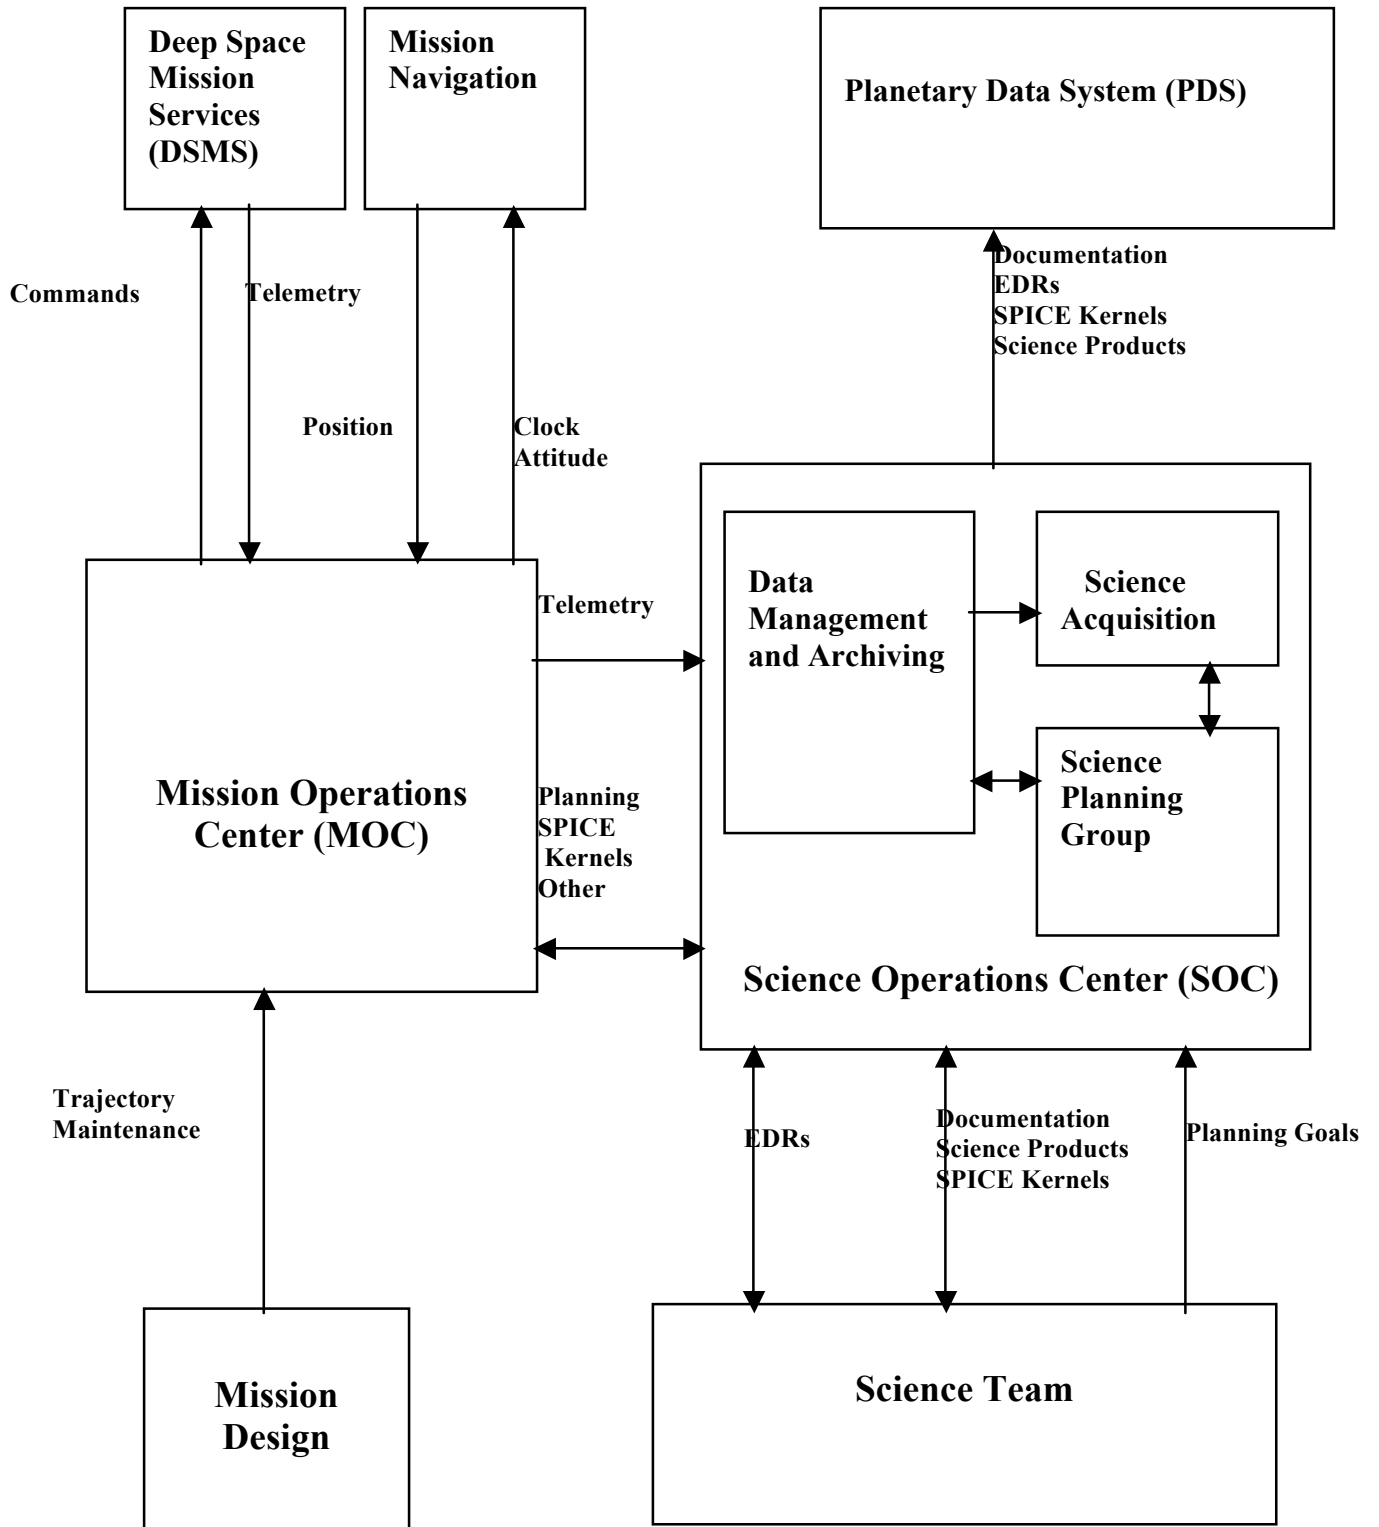 Deep Space
Mission
Services
(DSMS)
Mission
Navigation
Planetary Data System (PDS)
Documentation
EDRs
SPICE Kernels
Science Products
Commands
Telemetry
Position
Clock
Attitude
Telemetry
Data
Management
and Archiving
Science
Acquisition
Science
Planning
Group
Mission Operations
Center (MOC)
Planning
SPICE
Kernels
Other
Science Operations Center (SOC)
Trajectory
Maintenance
EDRs
Documentation
Science Products
SPICE Kernels
Planning Goals
Mission
Design
Science Team